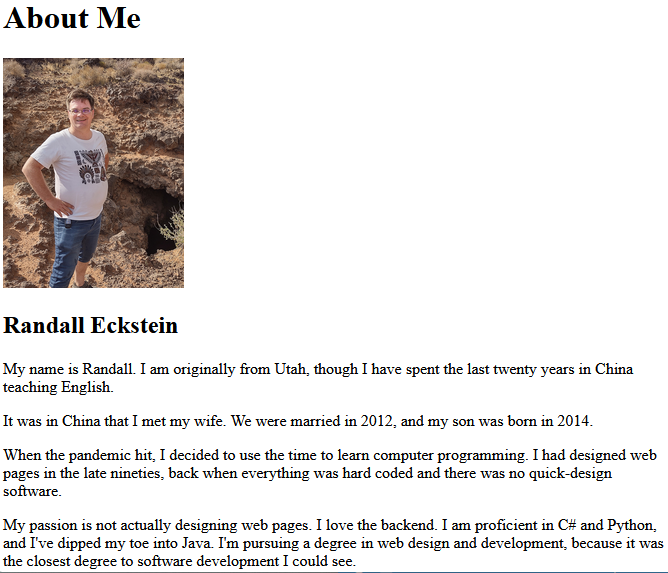 About Me
Randall Eckstein
My name is Randall. I am originally from Utah, though I have spent the last twenty years in China
teaching English.
It was in China that I met my wife. We were married in 2012, and my son was born in 2014.
When the pandemic hit, I decided to use the time to learn computer programming. I had designed web
pages in the late nineties, back when everything was hard coded and there was no quick-design
software.
My passion is not actually designing web pages. I love the backend. I am proficient in C# and Python,
and I've dipped my toe into Java. I'm pursuing a degree in web design and development, because it was
the closest degree to software development I could see.